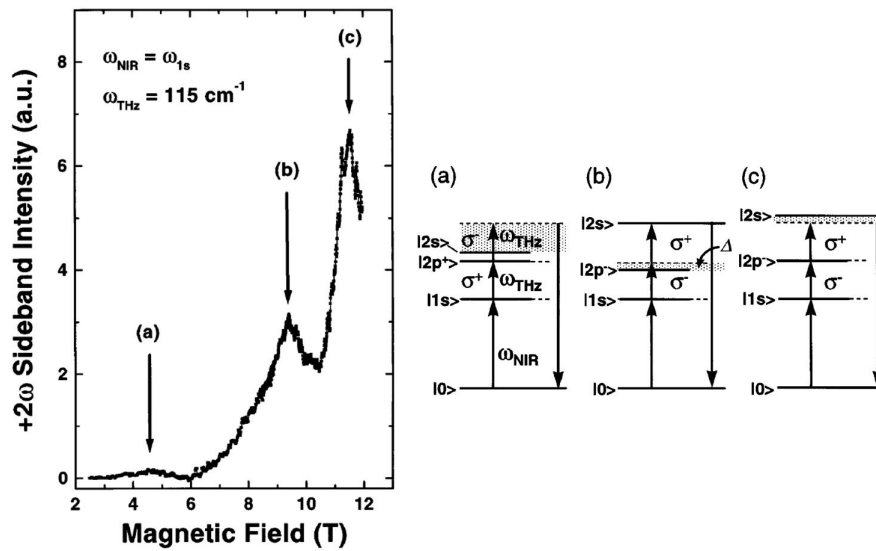 +2ω Sideband Intensity (a.u.)
8
6
4
2
0
ω_NIR = ω_1s
ω_THz = 115 cm⁻¹
(a)
(b)
(c)
2 4 6 8 10 12
Magnetic Field (T)
(a)
|2s>
|2p⁺>
|1s>
|0>
σ⁻ ω_THz
σ⁺ ω_THz
ω_NIR
(b)
|2s>
|2p⁻>
|1s>
|0>
σ⁺
Δ
σ⁻
(c)
|2s>
|2p⁻>
|1s>
|0>
σ⁺
σ⁻